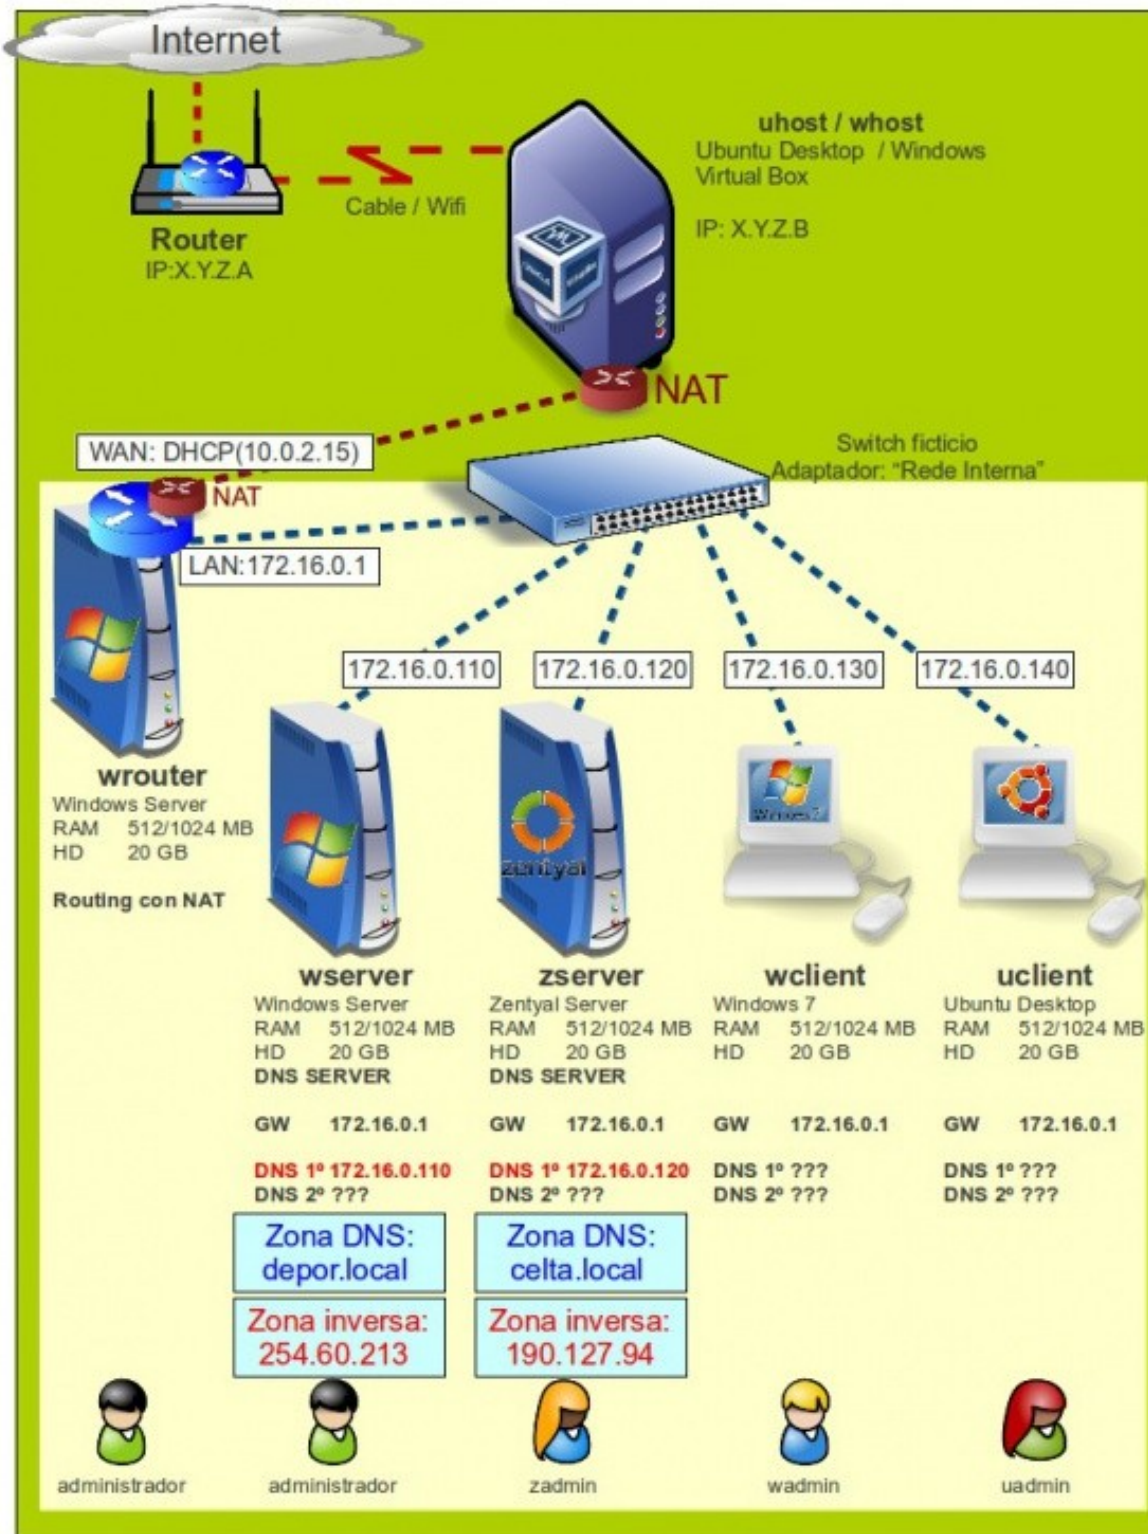 Internet
uhost / whost
Ubuntu Desktop / Windows
Virtual Box
IP: X.Y.Z.B
Cable / Wifi
Router
IP:X.Y.Z.A
NAT
WAN: DHCP(10.0.2.15)
Switch ficticio
Adaptador: "Rede Interna"
NAT
LAN:172.16.0.1
172.16.0.110
172.16.0.120
172.16.0.130
172.16.0.140
wrouter
Windows Server
RAM 512/1024 MB
HD 20 GB
Routing con NAT
Windows 7
zentyal
wserver
Windows Server
RAM 512/1024 MB
HD 20 GB
DNS SERVER
GW 172.16.0.1
DNS 1º 172.16.0.110
DNS 2º ???
Zona DNS:
depor.local
Zona inversa:
254.60.213
zserver
Zentyal Server
RAM 512/1024 MB
HD 20 GB
DNS SERVER
GW 172.16.0.1
DNS 1º 172.16.0.120
DNS 2º ???
Zona DNS:
celta.local
Zona inversa:
190.127.94
wclient
Windows 7
RAM 512/1024 MB
HD 20 GB
GW 172.16.0.1
DNS 1º ???
DNS 2º ???
uclient
Ubuntu Desktop
RAM 512/1024 MB
HD 20 GB
GW 172.16.0.1
DNS 1º ???
DNS 2º ???
administrador
administrador
zadmin
wadmin
uadmin